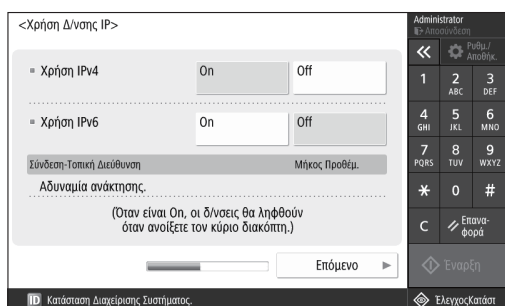 <Χρήση Δ/νσης IP>
Χρήση IPv4
On
Off
Χρήση IPv6
On
Off
Σύνδεση-Τοπική Διεύθυνση
Μήκος Προθέμ.
Αδυναμία ανάκτησης.
(Όταν είναι On, οι δ/νσεις θα ληφθούν
όταν ανοίξετε τον κύριο διακόπτη.)
Επόμενο
ID Κατάσταση Διαχείρισης Συστήματος.
Administrator
Αποσύνδεση
Ρυθμ./
Αποθήκ.
1 2 3
ABC DEF
4 5 6
GHI JKL MNO
7 8 9
PQRS TUV WXYZ
* 0 #
C Επανα-
φορά
Έναρξη
ΈλεγχοςΚατάστ